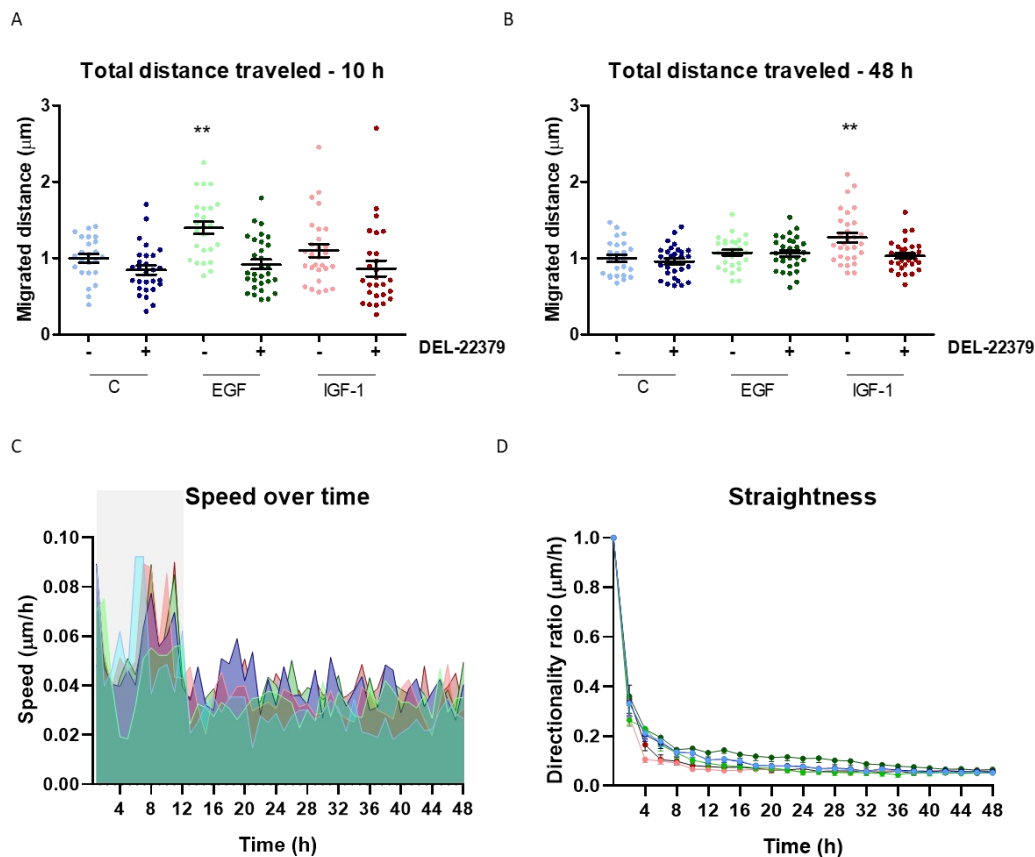 A
Total distance traveled - 10 h
Migrated distance (μm)
3
2
1
0
**
- + - + - + DEL-22379
C EGF IGF-1
B
Total distance traveled - 48 h
Migrated distance (μm)
3
2
1
0
**
- + - + - + DEL-22379
C EGF IGF-1
C
Speed over time
Speed (μm/h)
0.10
0.08
0.06
0.04
0.02
0.00
4 8 12 16 20 24 28 32 36 40 44 48
Time (h)
D
Straightness
Directionality ratio (μm/h)
1.0
0.8
0.6
0.4
0.2
0.0
4 8 12 16 20 24 28 32 36 40 44 48
Time (h)